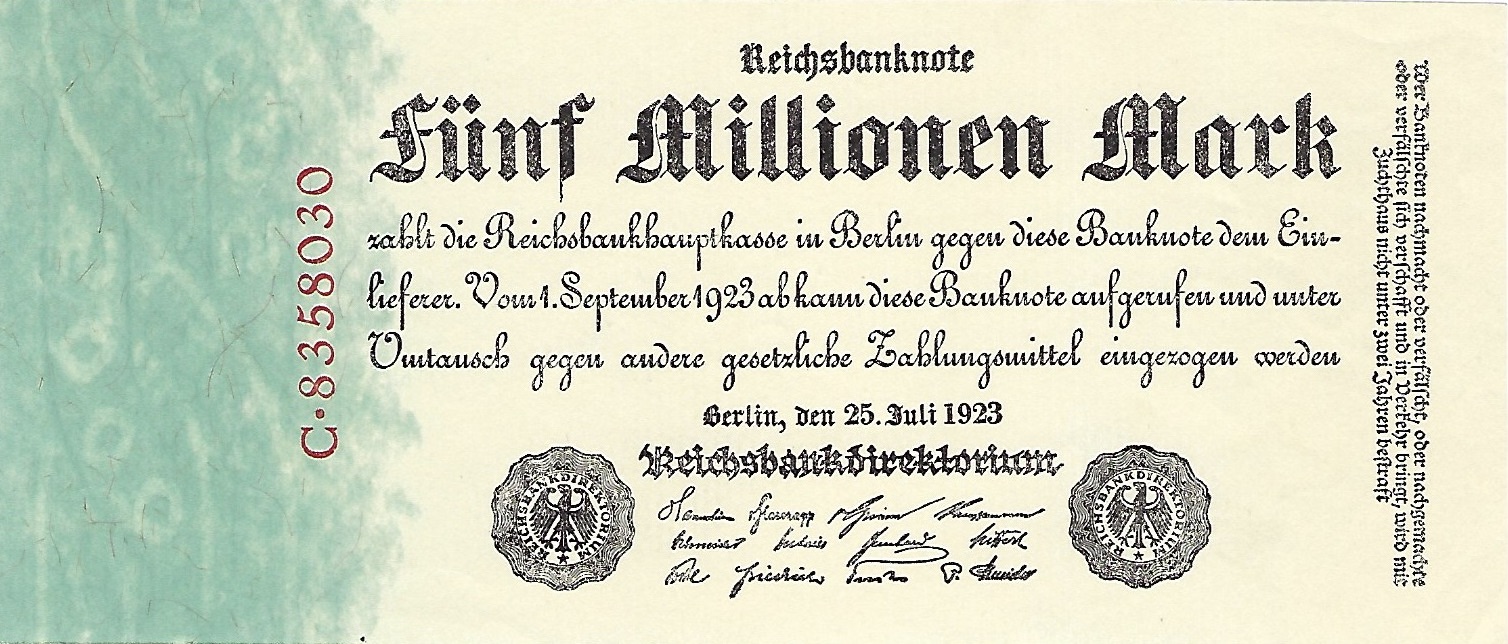 Reichsbanknote
Fünf Millionen Mark
zahlt die Reichsbankhauptkasse in Berlin gegen diese Banknote dem Ein-
lieferer. Vom 1. September 1923 ab kann diese Banknote aufgerufen und unter
Umtausch gegen andere gesetzliche Zahlungsmittel eingezogen werden
Berlin, den 25. Juli 1923
Reichsbankdirektorium
REICHSBANKDIREKTORIUM
REICHSBANKDIREKTORIUM
C·8358030
Wer Banknoten nachmacht oder verfälscht, oder nachgemachte
oder verfälschte sich verschafft und in Verkehr bringt, wird mit
Zuchthaus nicht unter zwei Jahren bestraft